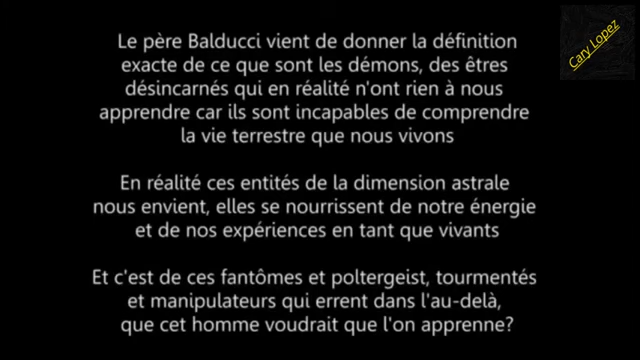 Cary Lopez
Le père Balducci vient de donner la définition
exacte de ce que sont les démons, des êtres
désincarnés qui en réalité n'ont rien à nous
apprendre car ils sont incapables de comprendre
la vie terrestre que nous vivons
En réalité ces entités de la dimension astrale
nous envient, elles se nourrissent de notre énergie
et de nos expériences en tant que vivants
Et c'est de ces fantômes et poltergeist, tourmentés
et manipulateurs qui errent dans l'au-delà,
que cet homme voudrait que l'on apprenne?